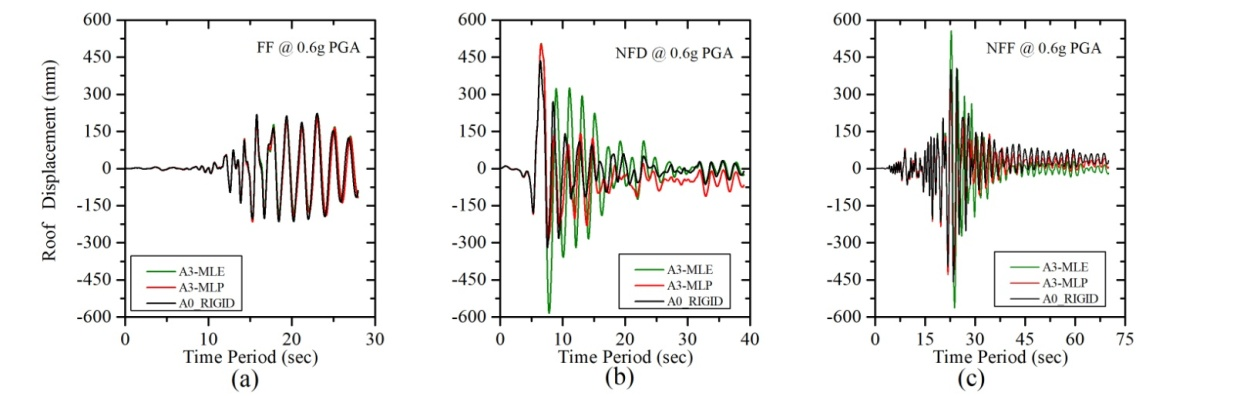 Roof Displacement (mm)
600
450
300
150
0
-150
-300
-450
-600
FF @ 0.6g PGA
A3-MLE
A3-MLP
A0_RIGID
0 10 20 30
Time Period (sec)
(a)
600
450
300
150
0
-150
-300
-450
-600
NFD @ 0.6g PGA
A3-MLE
A3-MLP
A0_RIGID
0 10 20 30 40
Time Period (sec)
(b)
600
450
300
150
0
-150
-300
-450
-600
NFF @ 0.6g PGA
A3-MLE
A3-MLP
A0_RIGID
0 15 30 45 60 75
Time Period (sec)
(c)